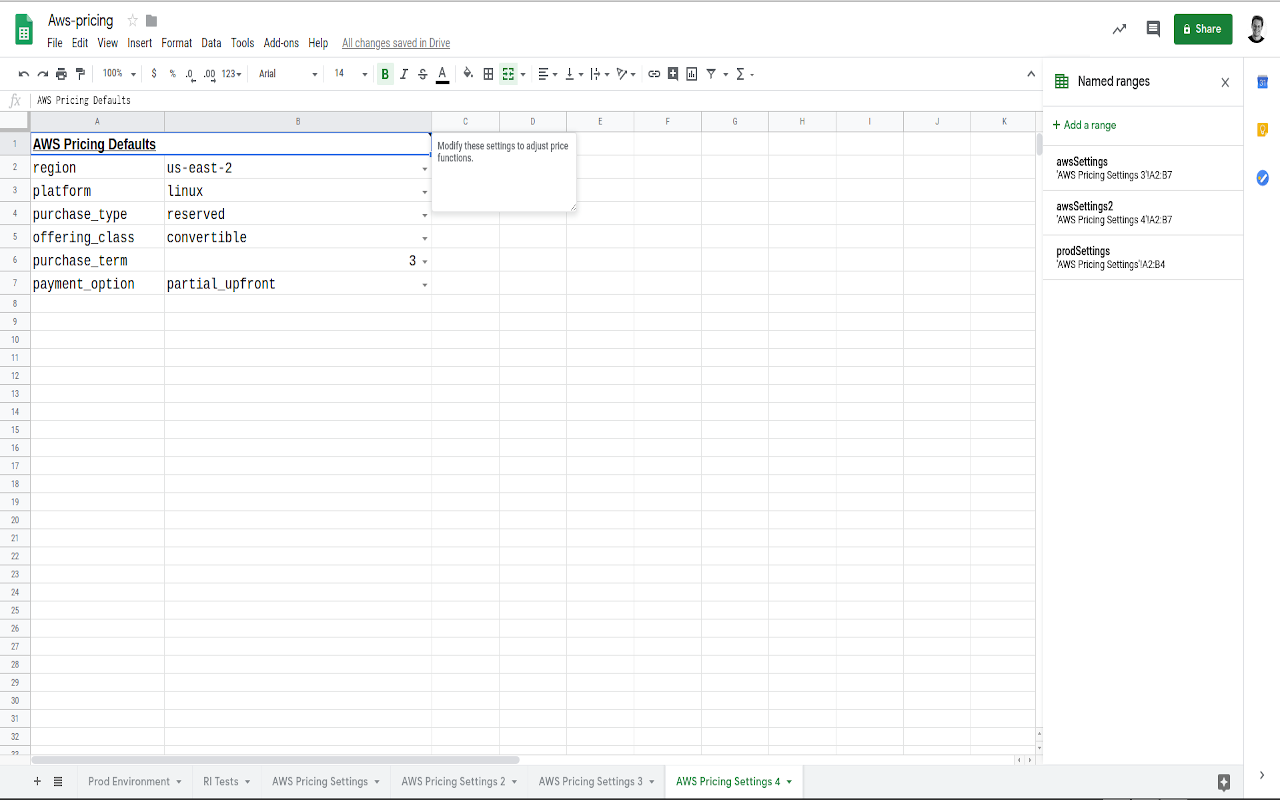 Aws-pricing
File Edit View Insert Format Data Tools Add-ons Help All changes saved in Drive
Share
100% $ % .0 .00 123 Arial 14 B I S A Σ
fx AWS Pricing Defaults
A B C D E F G H I J K
1 AWS Pricing Defaults
2 region us-east-2
3 platform linux
4 purchase_type reserved
5 offering_class convertible
6 purchase_term 3
7 payment_option partial_upfront
8
9
10
11
12
13
14
15
16
17
18
19
20
21
22
23
24
25
26
27
28
29
30
31
32
33
Modify these settings to adjust price
functions.
Named ranges
+ Add a range
awsSettings
'AWS Pricing Settings 3'!A2:B7
awsSettings2
'AWS Pricing Settings 4'!A2:B7
prodSettings
'AWS Pricing Settings'!A2:B4
31
Prod Environment RI Tests AWS Pricing Settings AWS Pricing Settings 2 AWS Pricing Settings 3 AWS Pricing Settings 4